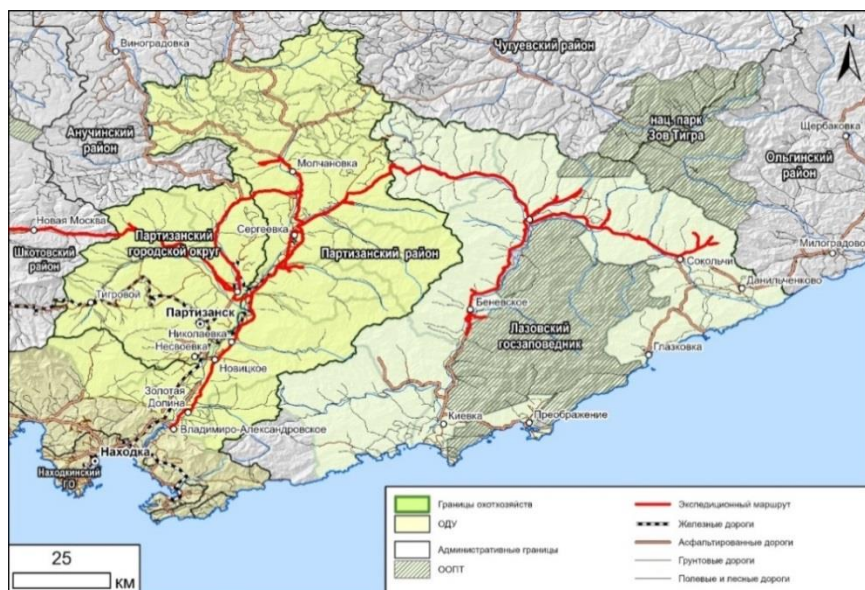 Виноградовка
Чугуевский район
N
Анучинский
район
нац. парк
Зов Тигра
Щербаковка
Ольгинский
район
Молчановка
Новая Москва
Шкотовский
район
Партизанский
городской округ
Сергеевка
Партизанский район
Милоградово
Сокольчи
Данильченково
Тигровой
Партизанск
Николаевка
Несвоевка
Новицкое
Беневское
Лазовский
госзаповедник
Глазковка
Золотая
Долина
Владимиро-Александровское
Киевка
Преображение
Находка
Находкинский
ГО
Границы охотхозяйств
ОДУ
Административные границы
ООПТ
Экспедиционный маршрут
Железные дороги
Асфальтированные дороги
Грунтовые дороги
Полевые и лесные дороги
25
км